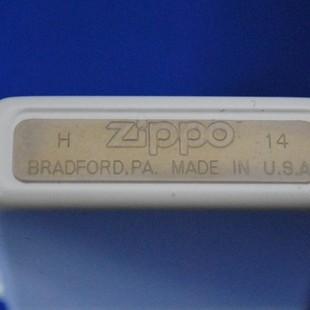 H Zippo 14
BRADFORD,PA. MADE IN U.S.A